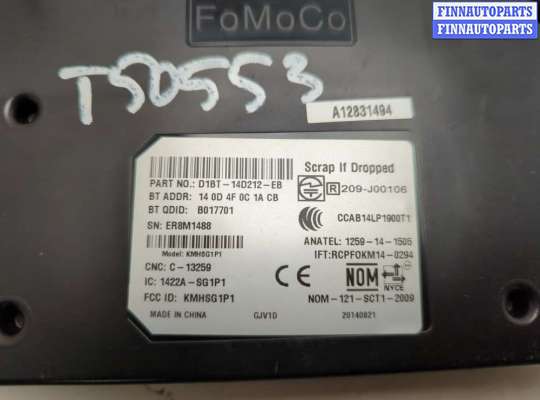 FoMoCo
FINNAUTOPARTS
FINNAUTOPARTS
FINNAUTOPARTS
T50553
A12831494
Scrap If Dropped
PART NO.: D1BT-14D212-EB
R 209-J00106
BT ADDR: 14 0D 4F 0C 1A CB
BT QDID: B017701
CCAB14LP1900T1
SN: ER8M1488
Model: KMHSG1P1
ANATEL: 1259-14-1505
IFT:RCPFOKM14-0294
CNC: C-13259
IC: 1422A-SG1P1
CE
NOM
NYCE
FCC ID: KMHSG1P1
NOM-121-SCT1-2009
MADE IN CHINA
GJV1D
20140821